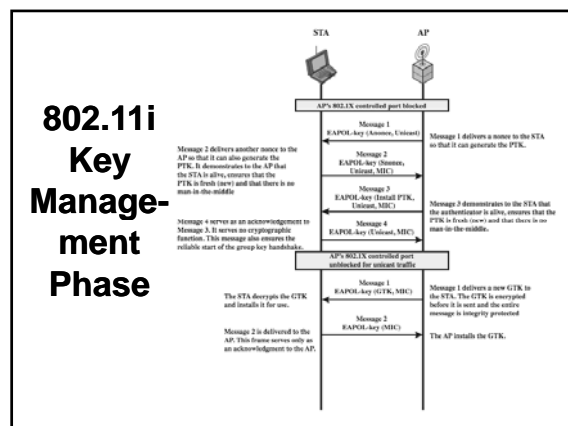 802.11i
Key
Manage-
ment
Phase
STA
AP
AP's 802.1X controlled port blocked
Message 1
EAPOL-key (Anonce, Unicast)
Message 1 delivers a nonce to the STA
so that it can generate the PTK.
Message 2 delivers another nonce to the
AP so that it can also generate the
PTK. It demonstrates to the AP that
the STA is alive, ensures that the
PTK is fresh (new) and that there is no
man-in-the-middle
Message 2
EAPOL-key (Snonce,
Unicast, MIC)
Message 3
EAPOL-key (Install PTK,
Unicast, MIC)
Message 3 demonstrates to the STA that
the authenticator is alive, ensures that the
PTK is fresh (new) and that there is no
man-in-the-middle.
Message 4 serves as an acknowledgement to
Message 3. It serves no cryptographic
function. This message also ensures the
reliable start of the group key handshake.
Message 4
EAPOL-key (Unicast, MIC)
AP's 802.1X controlled port
unblocked for unicast traffic
Message 1
EAPOL-key (GTK, MIC)
Message 1 delivers a new GTK to
the STA. The GTK is encrypted
before it is sent and the entire
message is integrity protected
The STA decrypts the GTK
and installs it for use.
Message 2
EAPOL-key (MIC)
Message 2 is delivered to the
AP. This frame serves only as
an acknowledgment to the AP.
The AP installs the GTK.